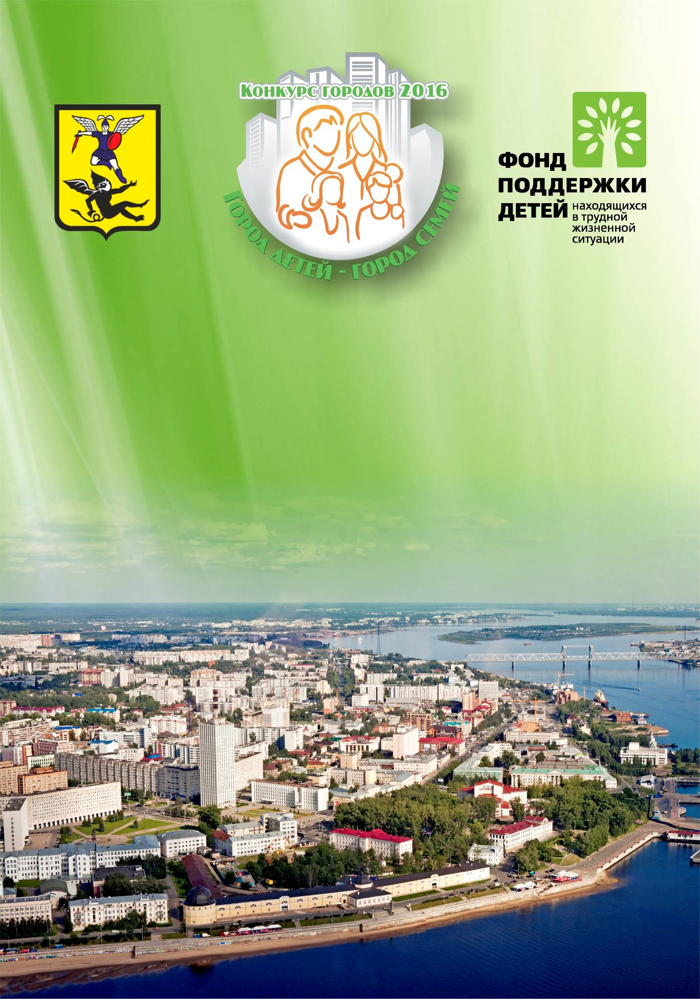 Конкурс городов 2016
Город детей - город семей
ФОНД
ПОДДЕРЖКИ
ДЕТЕЙ
находящихся
в трудной
жизненной
ситуации